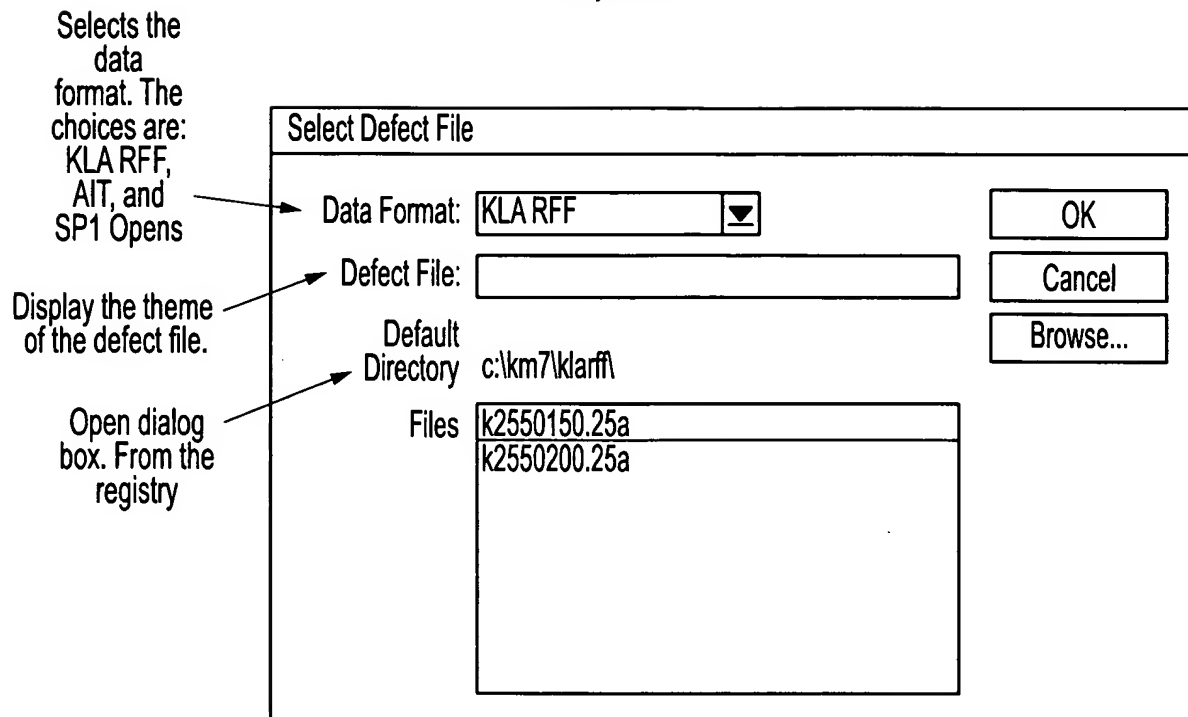 Selects the
data
format. The
choices are:
KLA RFF,
AIT, and
SP1 Opens
Display the theme
of the defect file.
Open dialog
box. From the
registry
Select Defect File
Data Format: KLA RFF
OK
Defect File:
Cancel
Default
Directory c:\km7\klarff\
Browse...
Files k2550150.25a
k2550200.25a